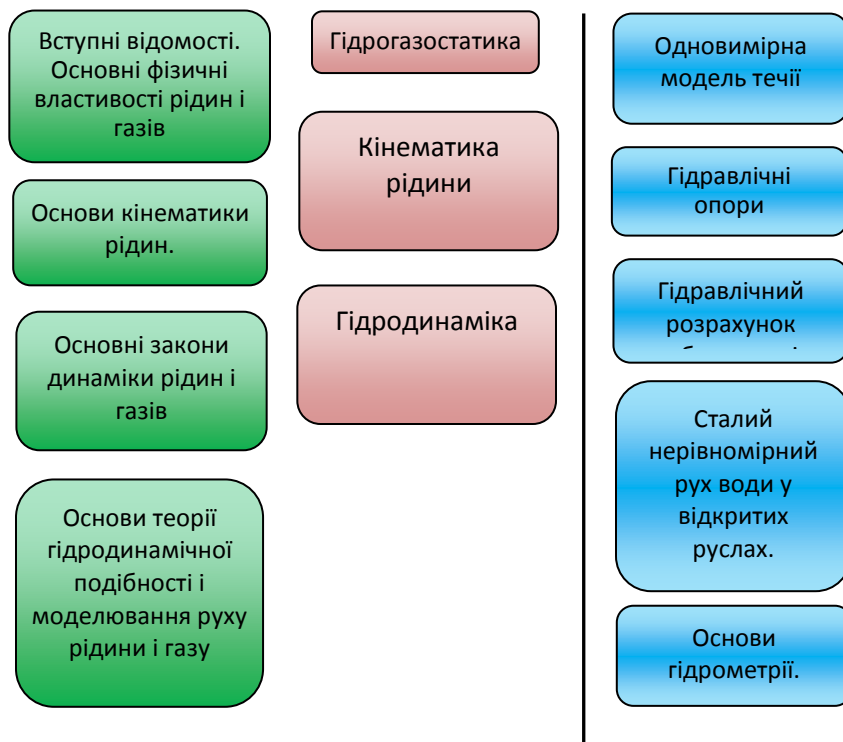 Вступні відомості.
Основні фізичні
властивості рідин і
газів
Основи кінематики
рідин.
Основні закони
динаміки рідин і
газів
Основи теорії
гідродинамічної
подібності і
моделювання руху
рідини і газу
Гідрогазостатика
Кінематика
рідини
Гідродинаміка
Одновимірна
модель течії
Гідравлічні
опори
Гідравлічний
розрахунок
Сталий
нерівномірний
рух води у
відкритих
руслах.
Основи
гідрометрії.